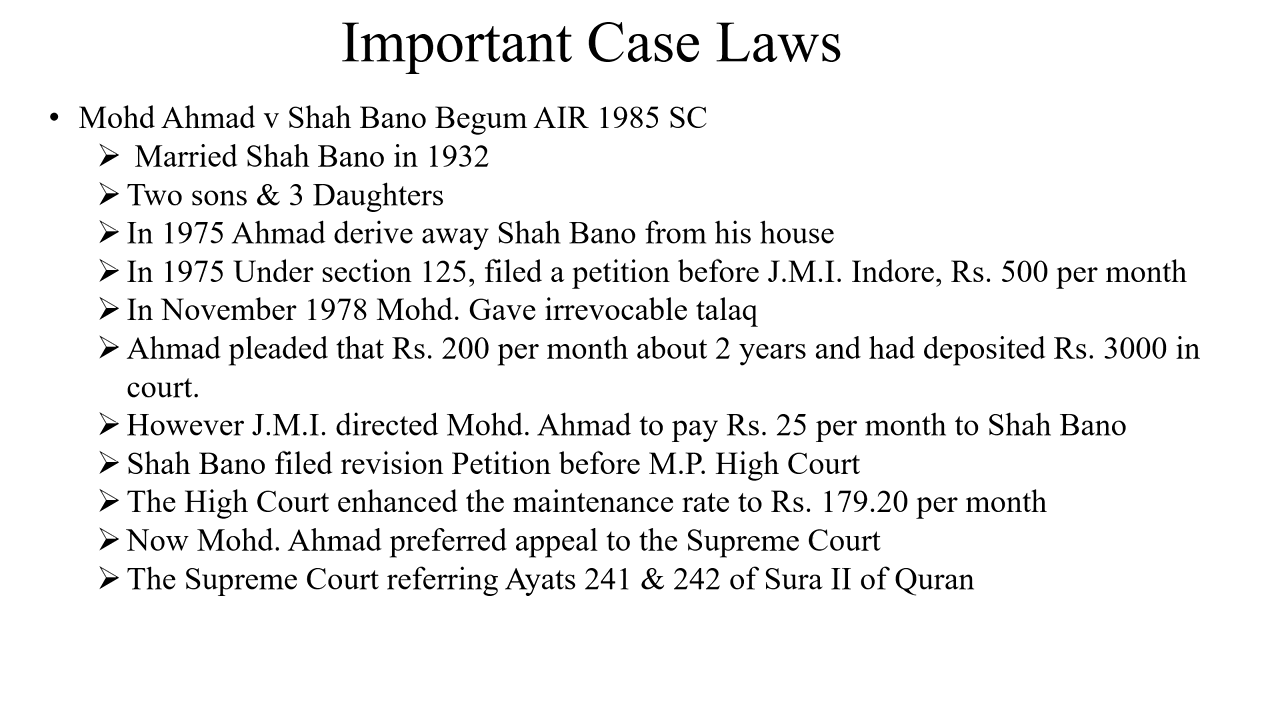 Important Case Laws
• Mohd Ahmad v Shah Bano Begum AIR 1985 SC
➢ Married Shah Bano in 1932
➢ Two sons & 3 Daughters
➢ In 1975 Ahmad derive away Shah Bano from his house
➢ In 1975 Under section 125, filed a petition before J.M.I. Indore, Rs. 500 per month
➢ In November 1978 Mohd. Gave irrevocable talaq
➢ Ahmad pleaded that Rs. 200 per month about 2 years and had deposited Rs. 3000 in
court.
➢ However J.M.I. directed Mohd. Ahmad to pay Rs. 25 per month to Shah Bano
➢ Shah Bano filed revision Petition before M.P. High Court
➢ The High Court enhanced the maintenance rate to Rs. 179.20 per month
➢ Now Mohd. Ahmad preferred appeal to the Supreme Court
➢ The Supreme Court referring Ayats 241 & 242 of Sura II of Quran